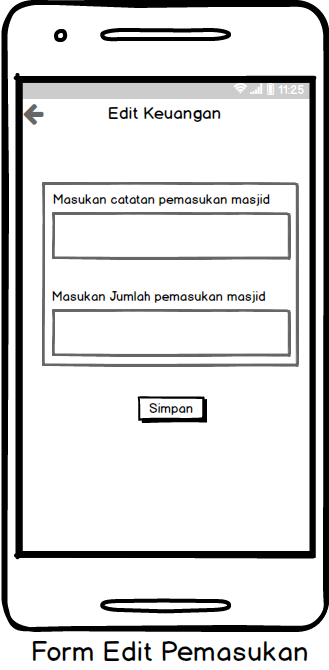 11:25
Edit Keuangan
Masukan catatan pemasukan masjid
Masukan Jumlah pemasukan masjid
Simpan
Form Edit Pemasukan